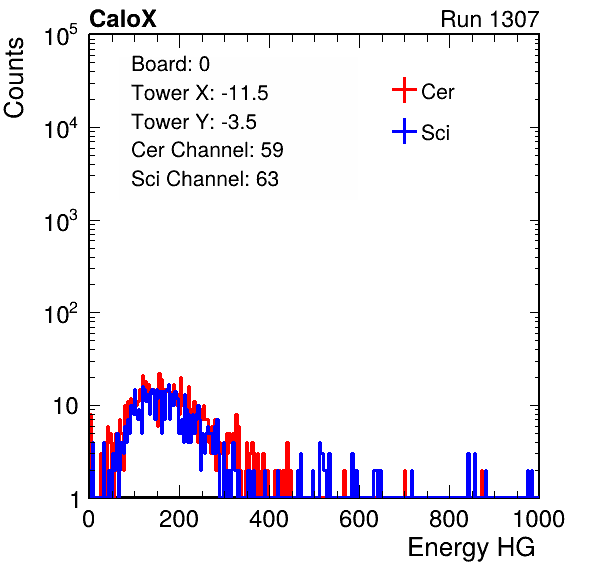 CaloX Run 1307
Counts
10^5
10^4
10^3
10^2
10
1
Board: 0
Tower X: -11.5
Tower Y: -3.5
Cer Channel: 59
Sci Channel: 63
Cer
Sci
0 200 400 600 800 1000
Energy HG